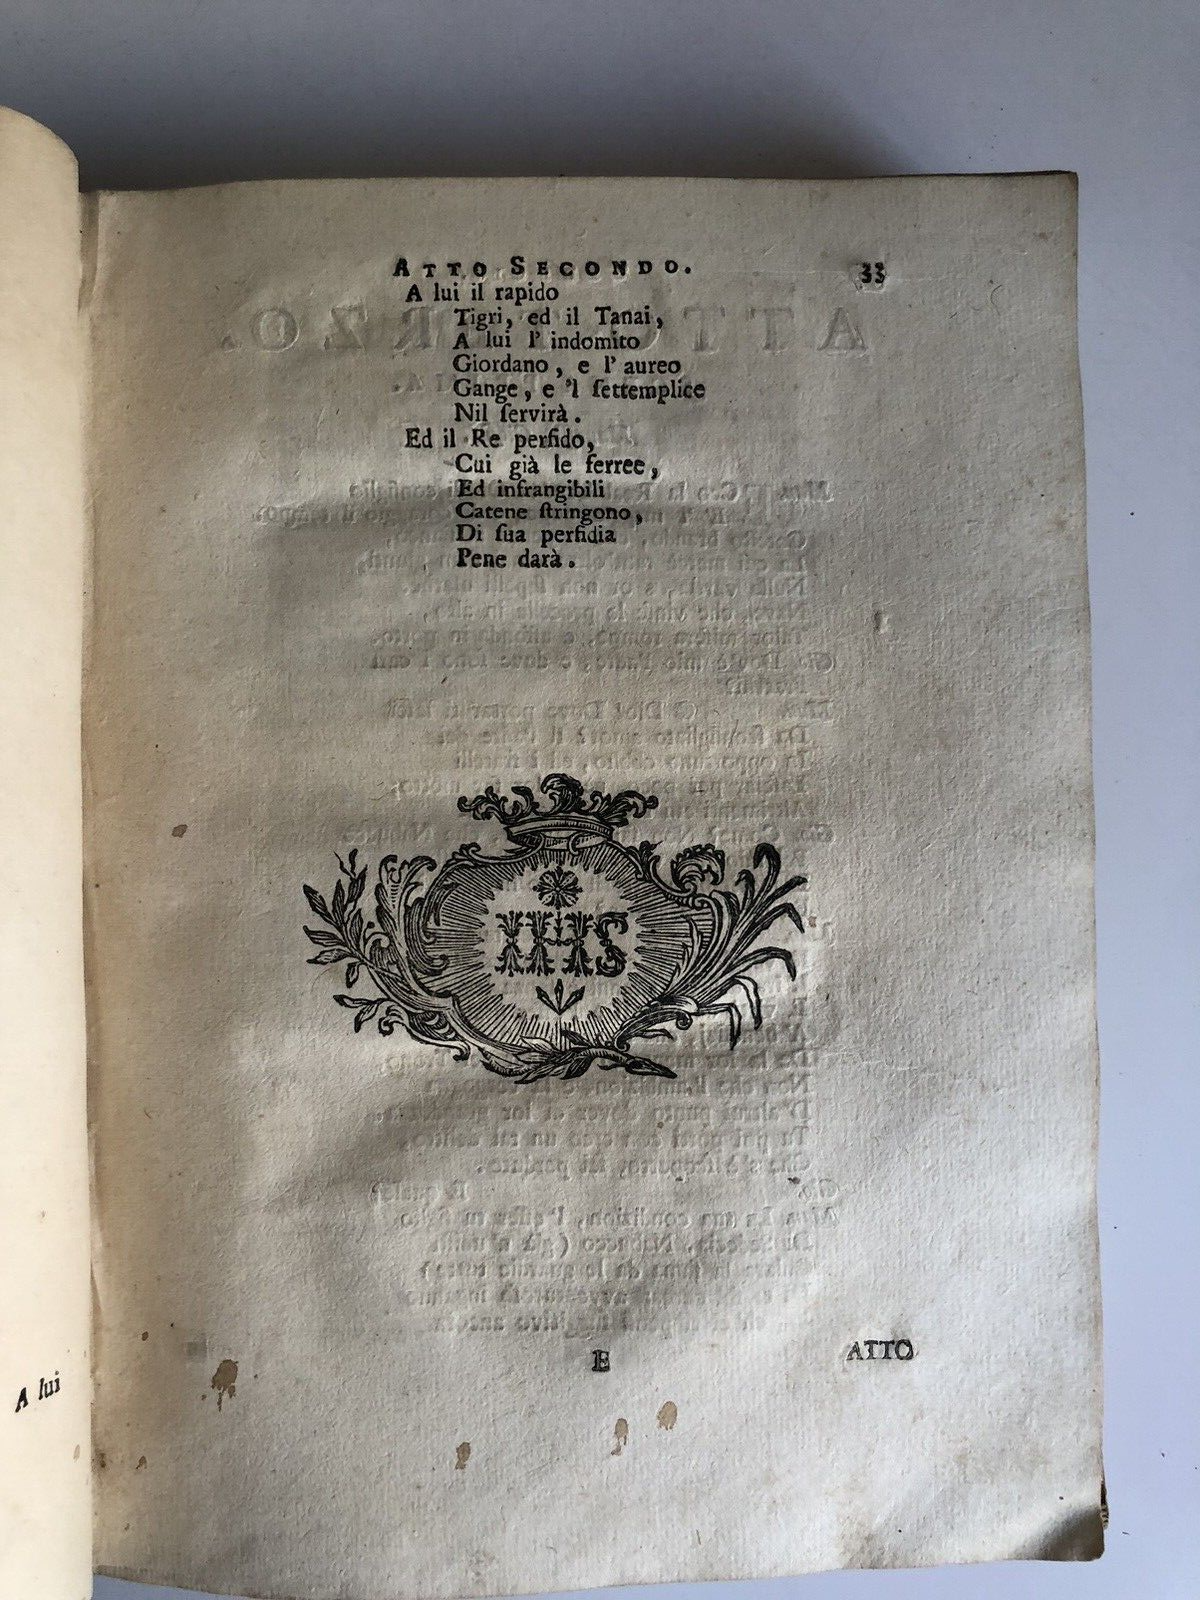 Atto Secondo. 33
A lui il rapido
Tigri, ed il Tanai,
A lui l' indomito
Giordano, e l' aureo
Gange, e 'l ſettemplice
Nil ſervirà.
Ed il Re perfido,
Cui già le ferree,
Ed infrangibili
Catene ſtringono,
Di ſua perfidia
Pene darà.
IHS
E ATTO
A lui